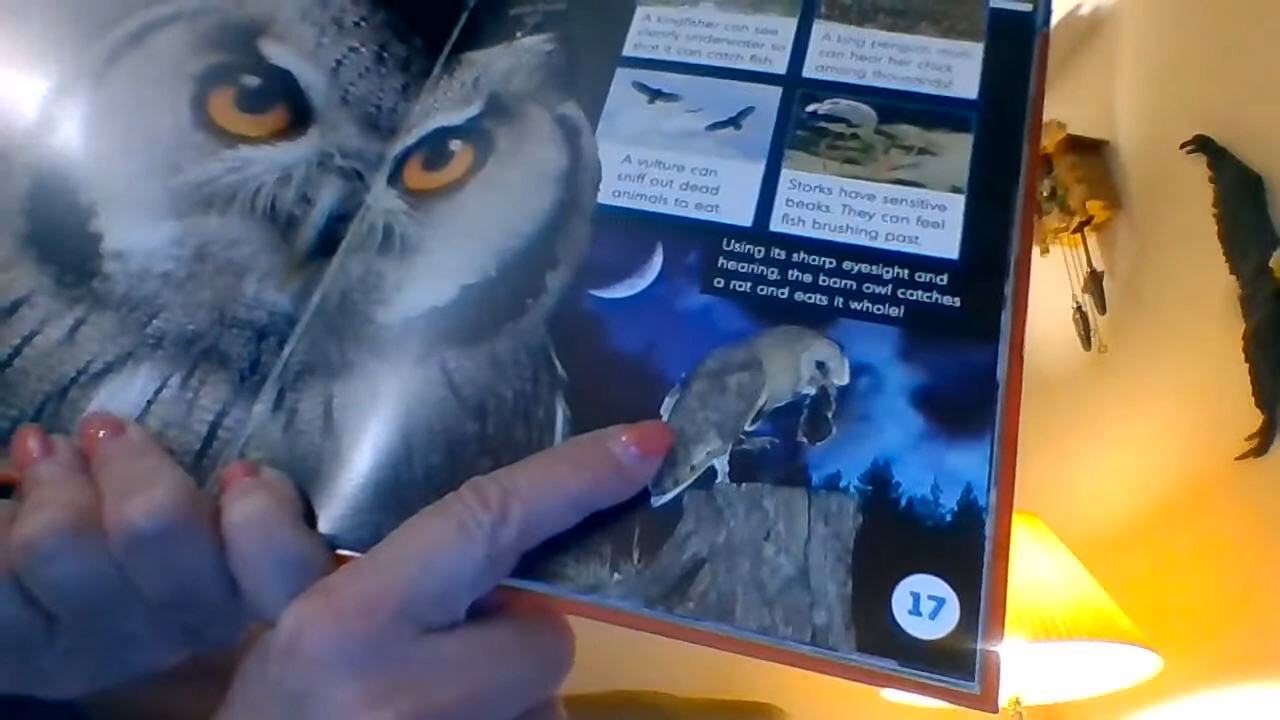 A kingfisher can see
clearly underwater so
that it can catch fish.
A king penguin mom
can hear her chick
among thousands!
A vulture can
sniff out dead
animals to eat.
Storks have sensitive
beaks. They can feel
fish brushing past.
Using its sharp eyesight and
hearing, the barn owl catches
a rat and eats it whole!
17